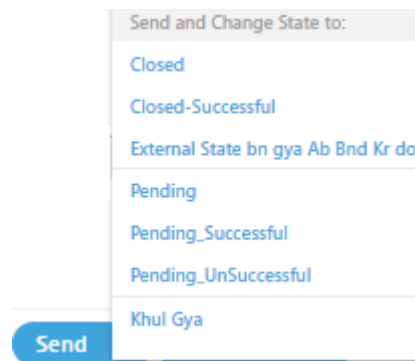 Send and Change State to:
Closed
Closed-Successful
External State bn gya Ab Bnd Kr do
Pending
Pending_Successful
Pending_UnSuccessful
Khul Gya
Send